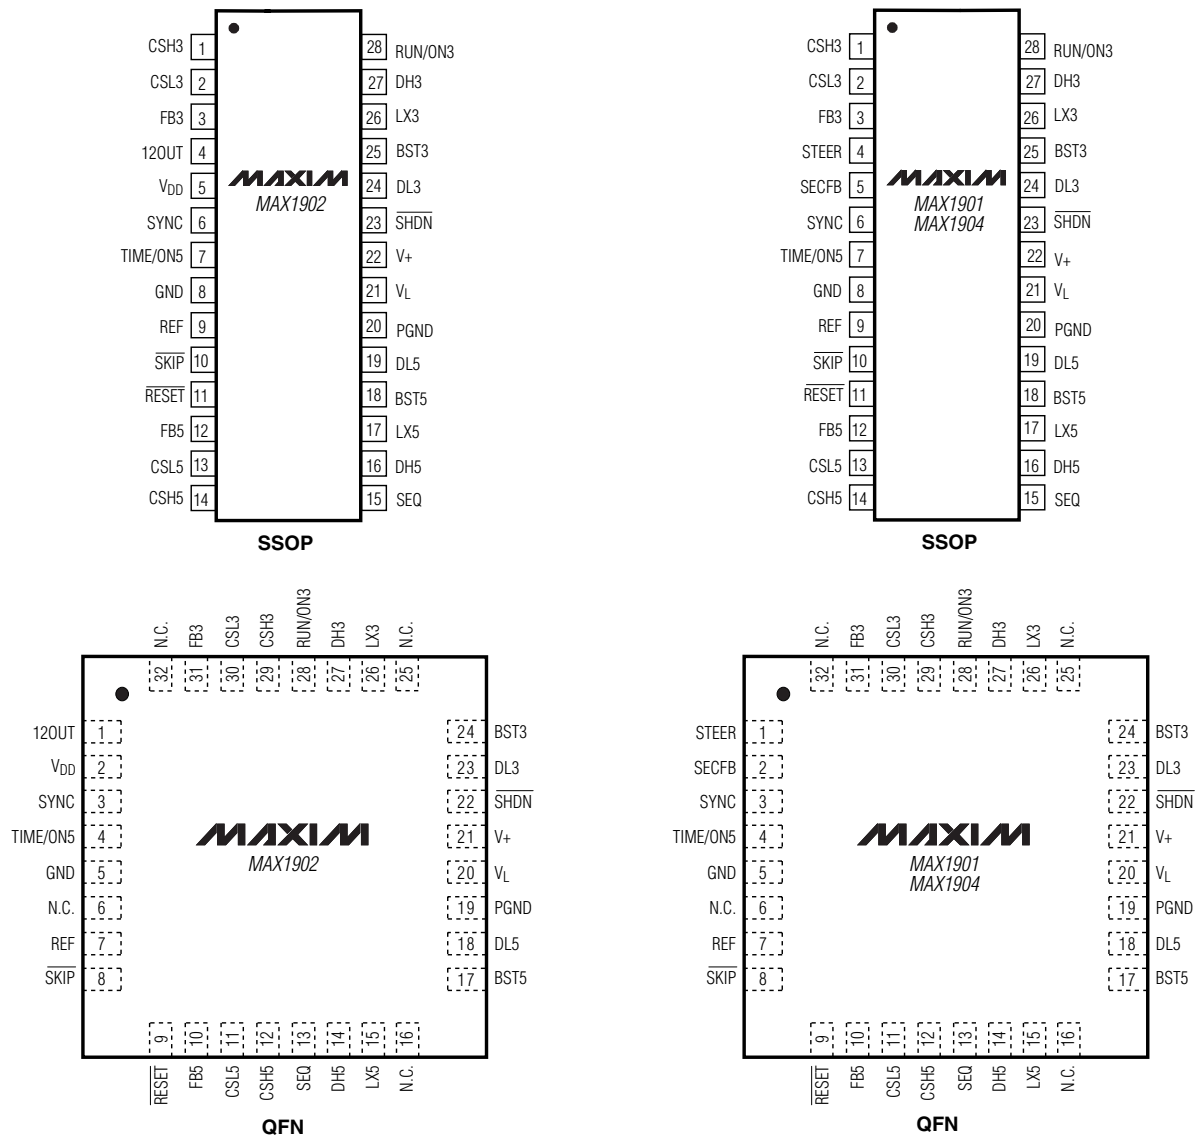 CSH3 1 28 RUN/ON3
CSL3 2 27 DH3
FB3 3 26 LX3
12OUT 4 25 BST3
VDD 5 24 DL3
SYNC 6 23 SHDN
TIME/ON5 7 22 V+
GND 8 21 VL
REF 9 20 PGND
SKIP 10 19 DL5
RESET 11 18 BST5
FB5 12 17 LX5
CSL5 13 16 DH5
CSH5 14 15 SEQ
MAXIM
MAX1902
SSOP
CSH3 1 28 RUN/ON3
CSL3 2 27 DH3
FB3 3 26 LX3
STEER 4 25 BST3
SECFB 5 24 DL3
SYNC 6 23 SHDN
TIME/ON5 7 22 V+
GND 8 21 VL
REF 9 20 PGND
SKIP 10 19 DL5
RESET 11 18 BST5
FB5 12 17 LX5
CSL5 13 16 DH5
CSH5 14 15 SEQ
MAXIM
MAX1901
MAX1904
SSOP
N.C. FB3 CSL3 CSH3 RUN/ON3 DH3 LX3 N.C.
32 31 30 29 28 27 26 25
12OUT 1 24 BST3
VDD 2 23 DL3
SYNC 3 22 SHDN
TIME/ON5 4 21 V+
GND 5 20 VL
N.C. 6 19 PGND
REF 7 18 DL5
SKIP 8 17 BST5
MAXIM
MAX1902
9 10 11 12 13 14 15 16
RESET FB5 CSL5 CSH5 SEQ DH5 LX5 N.C.
QFN
N.C. FB3 CSL3 CSH3 RUN/ON3 DH3 LX3 N.C.
32 31 30 29 28 27 26 25
STEER 1 24 BST3
SECFB 2 23 DL3
SYNC 3 22 SHDN
TIME/ON5 4 21 V+
GND 5 20 VL
N.C. 6 19 PGND
REF 7 18 DL5
SKIP 8 17 BST5
MAXIM
MAX1901
MAX1904
9 10 11 12 13 14 15 16
RESET FB5 CSL5 CSH5 SEQ DH5 LX5 N.C.
QFN